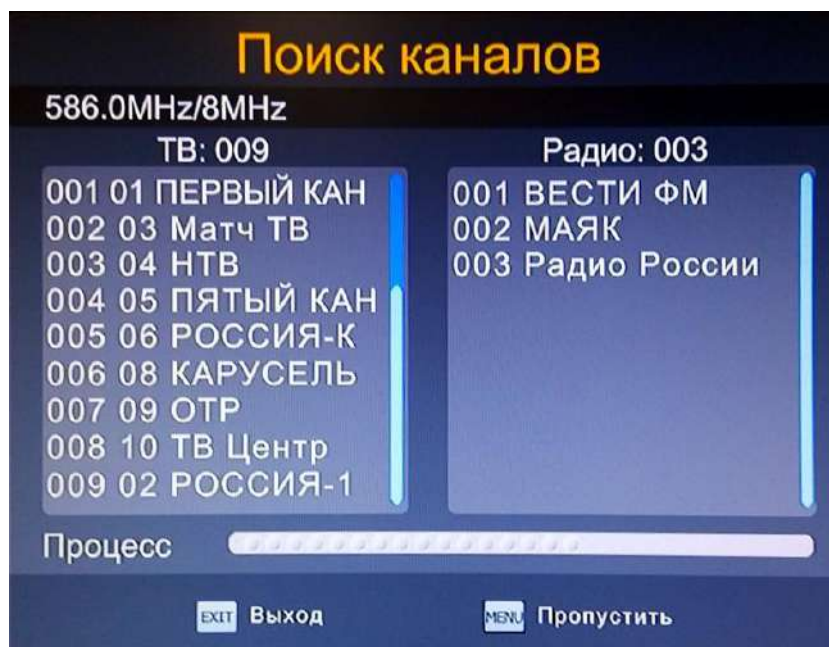 Поиск каналов
586.0MHz/8MHz
ТВ: 009
001 01 ПЕРВЫЙ КАН
002 03 Матч ТВ
003 04 НТВ
004 05 ПЯТЫЙ КАН
005 06 РОССИЯ-К
006 08 КАРУСЕЛЬ
007 09 ОТР
008 10 ТВ Центр
009 02 РОССИЯ-1
Радио: 003
001 ВЕСТИ ФМ
002 МАЯК
003 Радио России
Процесс
EXIT Выход
MENU Пропустить